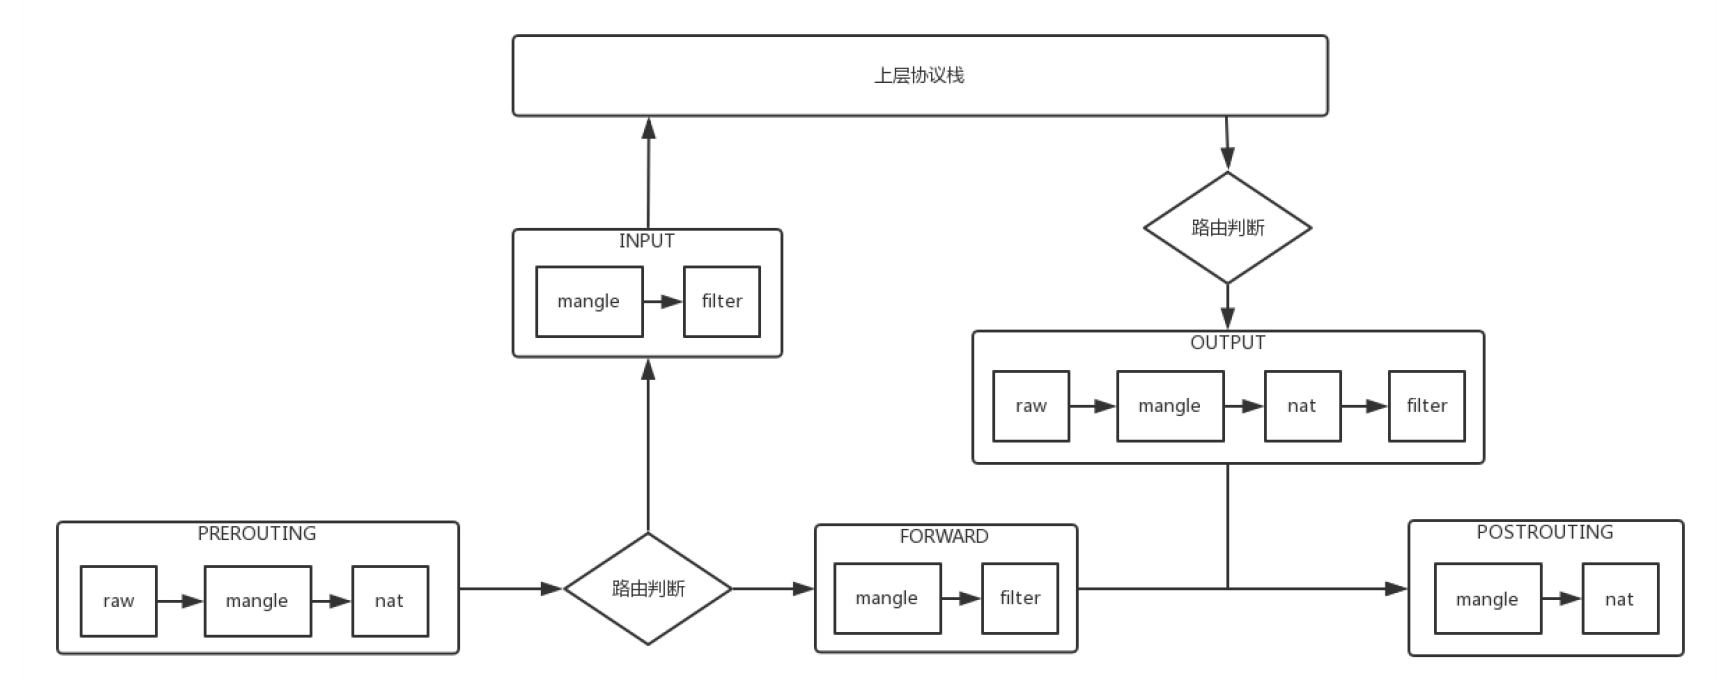 上层协议栈
路由判断
INPUT
mangle
filter
OUTPUT
raw
mangle
nat
filter
PREROUTING
raw
mangle
nat
路由判断
FORWARD
mangle
filter
POSTROUTING
mangle
nat